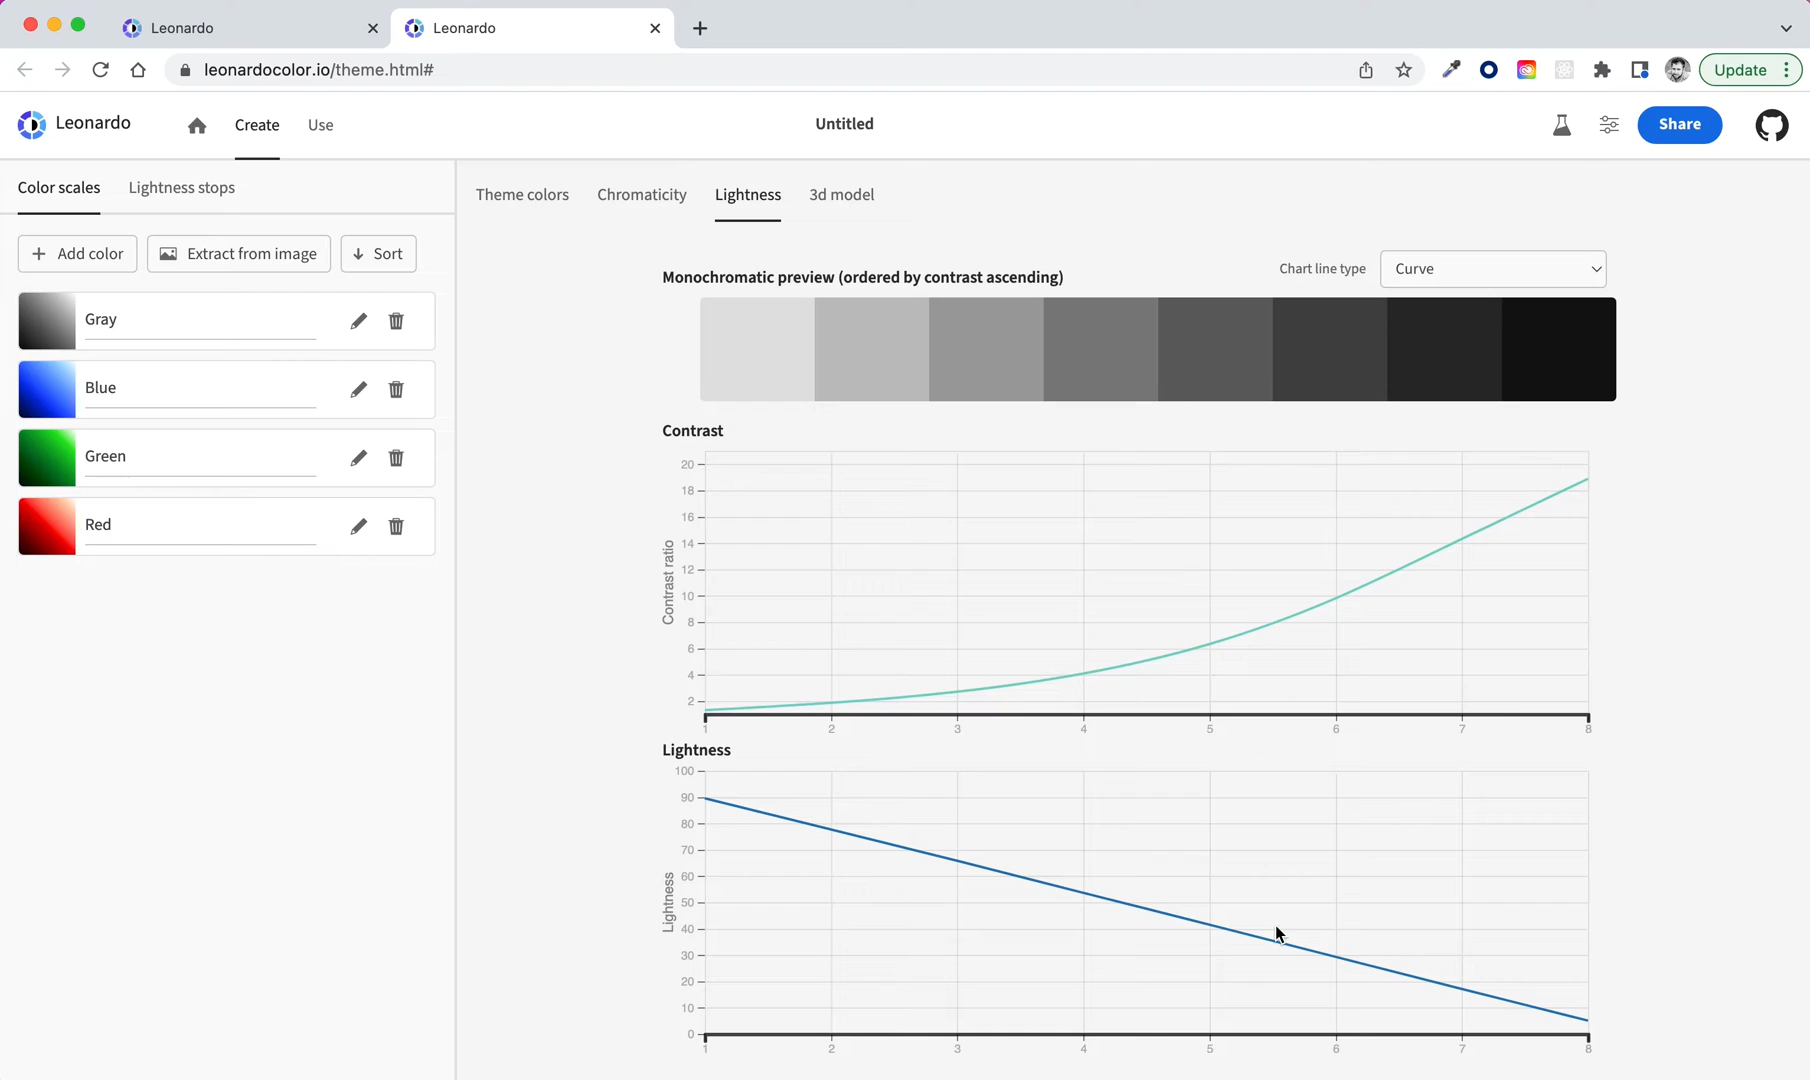 Leonardo
Leonardo
leonardocolor.io/theme.html#
Update
Leonardo
Create
Use
Untitled
Share
Color scales
Lightness stops
Theme colors
Chromaticity
Lightness
3d model
Add color
Extract from image
Sort
Gray
Blue
Green
Red
Monochromatic preview (ordered by contrast ascending)
Chart line type
Curve
Contrast
Contrast ratio
20
18
16
14
12
10
8
6
4
2
1 2 3 4 5 6 7 8
Lightness
Lightness
100
90
80
70
60
50
40
30
20
10
0
1 2 3 4 5 6 7 8